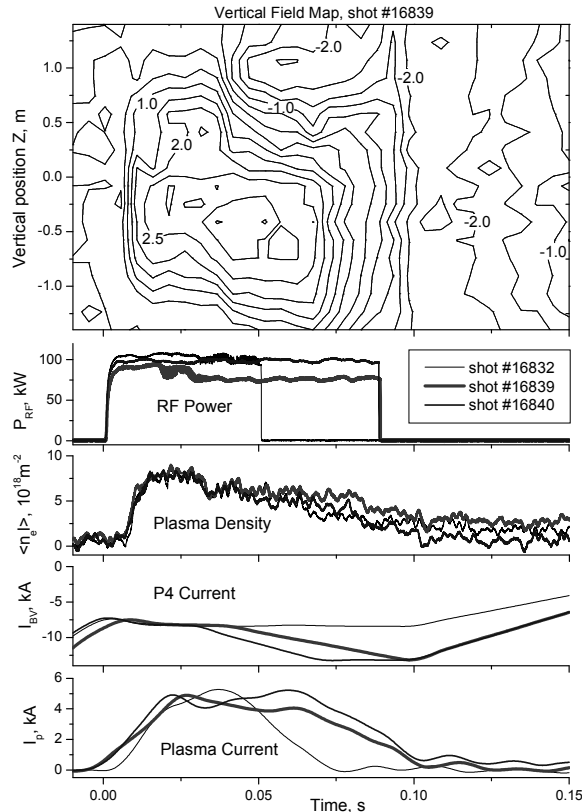 Vertical Field Map, shot #16839
Vertical position Z, m
1.0
0.5
0.0
-0.5
-1.0
-2.0
-2.0
1.0
-1.0
2.0
2.5
-2.0
-1.0
P_RF, kW
100
50
0
RF Power
shot #16832
shot #16839
shot #16840
<n_e l>, 10^18 m^-2
10
5
0
Plasma Density
I_BV, kA
0
-5
-10
P4 Current
I_p, kA
6
4
2
0
Plasma Current
0.00 0.05 0.10 0.15
Time, s